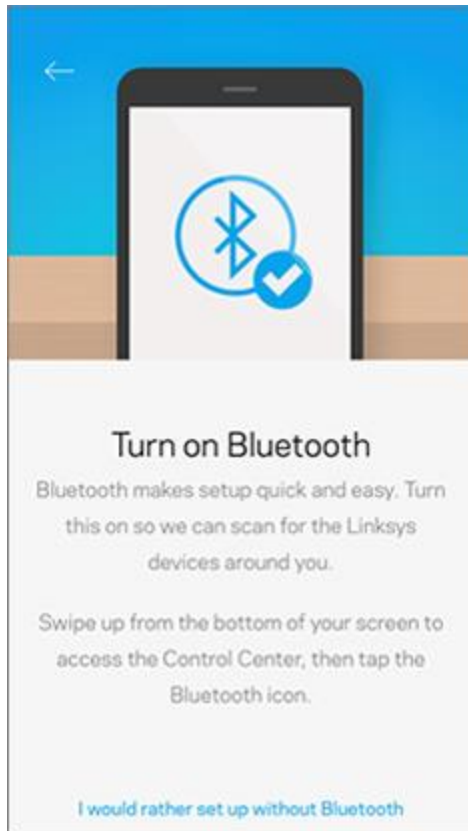 Turn on Bluetooth
Bluetooth makes setup quick and easy. Turn
this on so we can scan for the Linksys
devices around you.
Swipe up from the bottom of your screen to
access the Control Center, then tap the
Bluetooth icon.
I would rather set up without Bluetooth